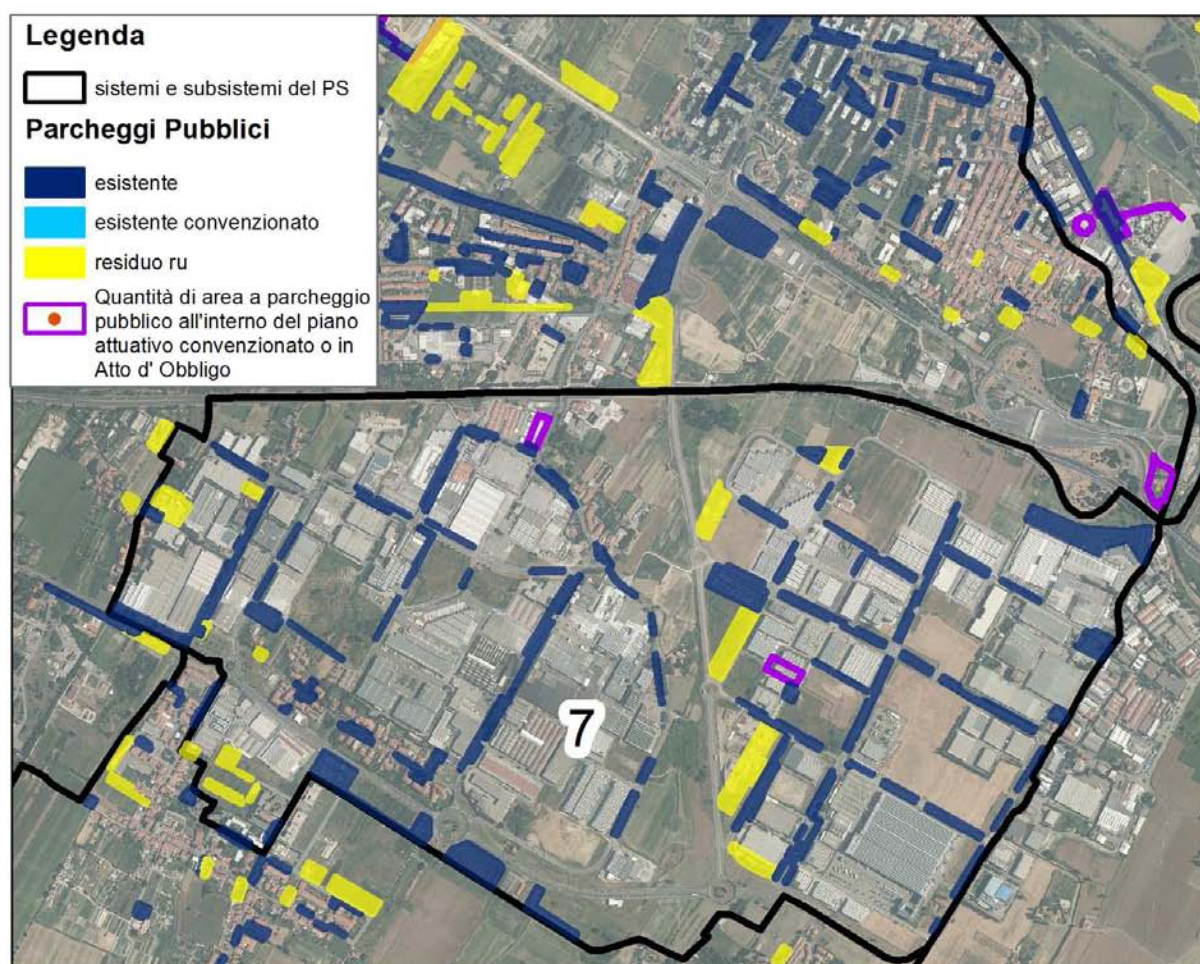 Legenda
sistemi e subsistemi del PS
Parcheggi Pubblici
esistente
esistente convenzionato
residuo ru
Quantità di area a parcheggio
pubblico all'interno del piano
attuativo convenzionato o in
Atto d' Obbligo
7